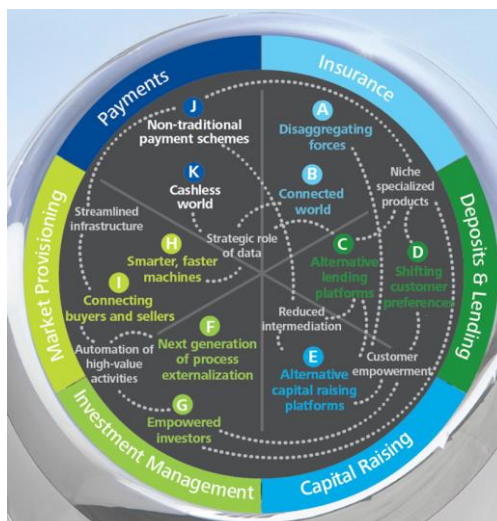 Payments
Insurance
Deposits & Lending
Capital Raising
Investment Management
Market Provisioning
J
Non-traditional
payment schemes
K
Cashless
world
A
Disaggregating
forces
B
Connected
world
Niche
specialized
products
Streamlined
infrastructure
Strategic role
of data
H
Smarter, faster
machines
C
Alternative
lending
platforms
D
Shifting
customer
preferences
I
Connecting
buyers and sellers
F
Next generation
of process
externalization
Reduced
intermediation
Automation of
high-value
activities
E
Alternative
capital raising
platforms
Customer
empowerment
G
Empowered
investors